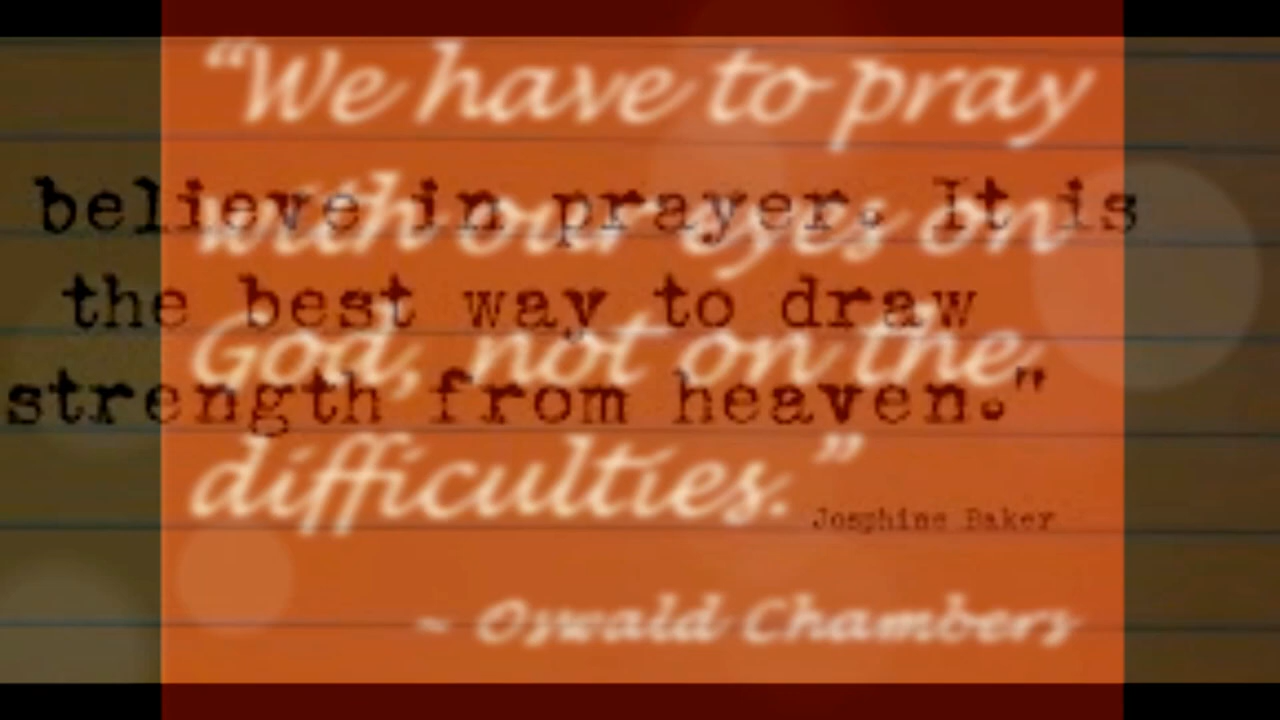 “We have to pray
with our eyes on
God, not on the
difficulties.”
~ Oswald Chambers
believe in prayer. It is
the best way to draw
strength from heaven."
Josphine Baker